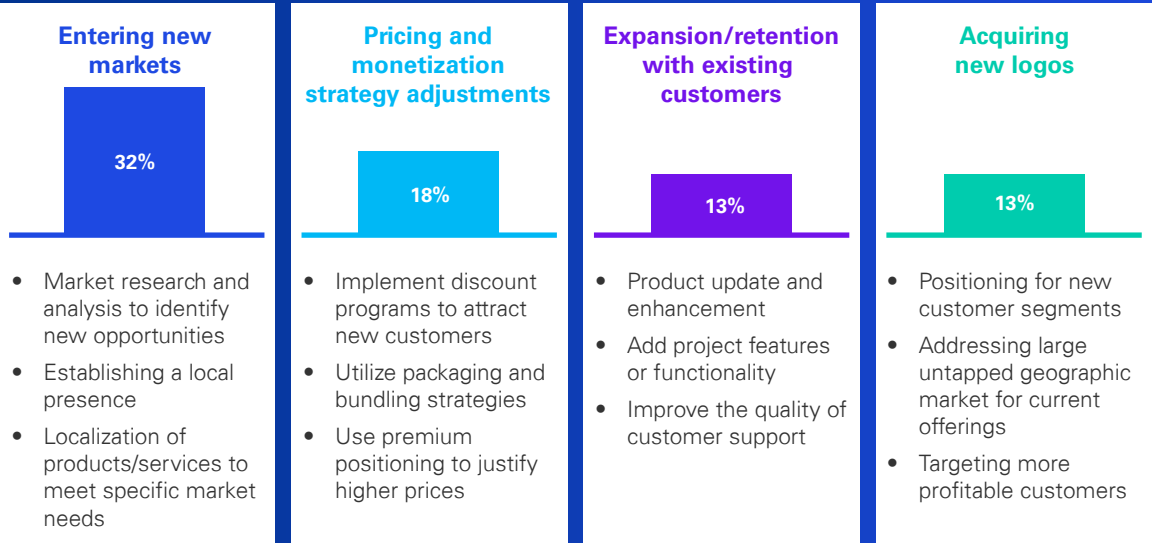 Entering new
markets
32%
• Market research and
analysis to identify
new opportunities
• Establishing a local
presence
• Localization of
products/services to
meet specific market
needs
Pricing and
monetization
strategy adjustments
18%
• Implement discount
programs to attract
new customers
• Utilize packaging and
bundling strategies
• Use premium
positioning to justify
higher prices
Expansion/retention
with existing
customers
13%
• Product update and
enhancement
• Add project features
or functionality
• Improve the quality of
customer support
Acquiring
new logos
13%
• Positioning for new
customer segments
• Addressing large
untapped geographic
market for current
offerings
• Targeting more
profitable customers